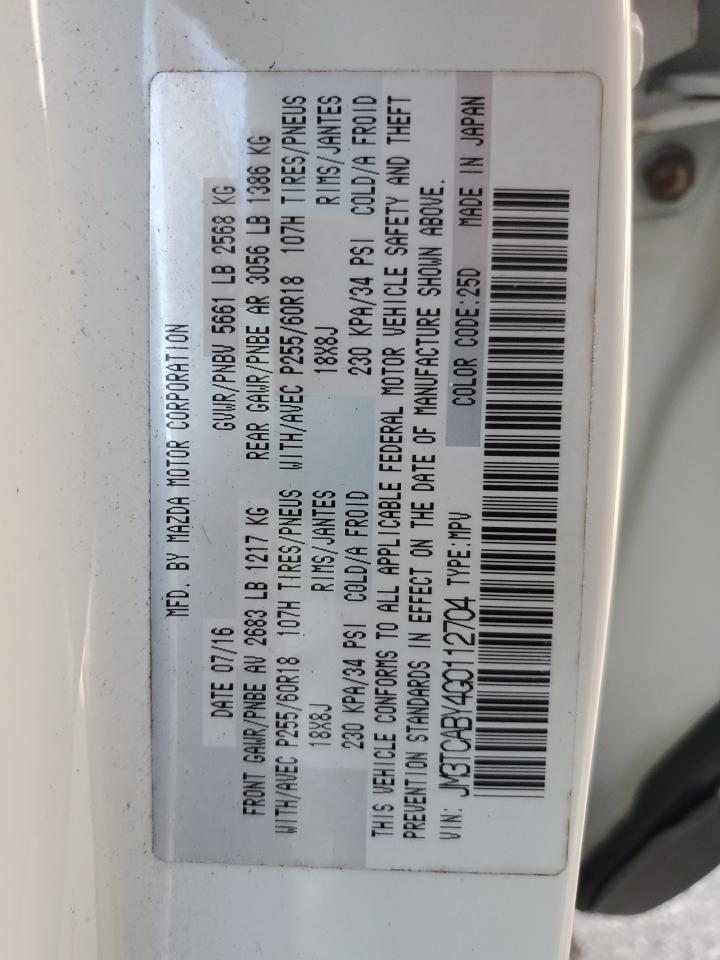 MFD. BY MAZDA MOTOR CORPORATION
DATE 07/16 GVWR/PNBV 5661 LB 2568 KG
FRONT GAWR/PNBE AV 2683 LB 1217 KG REAR GAWR/PNBE AR 3056 LB 1386 KG
WITH/AVEC P255/60R18 107H TIRES/PNEUS WITH/AVEC P255/60R18 107H TIRES/PNEUS
18X8J RIMS/JANTES 18X8J RIMS/JANTES
230 KPA/34 PSI COLD/A FROID 230 KPA/34 PSI COLD/A FROID
THIS VEHICLE CONFORMS TO ALL APPLICABLE FEDERAL MOTOR VEHICLE SAFETY AND THEFT
PREVENTION STANDARDS IN EFFECT ON THE DATE OF MANUFACTURE SHOWN ABOVE.
VIN: JM3TCABY4G0112704 TYPE:MPV COLOR CODE:25D MADE IN JAPAN